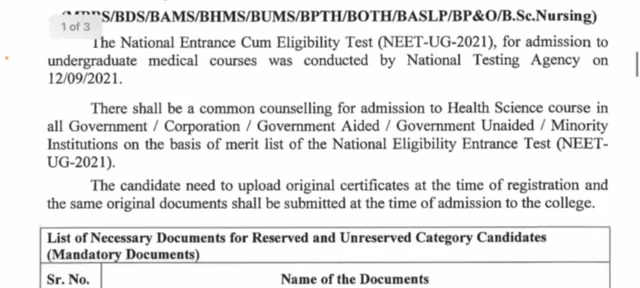 S/BDS/BAMS/BHMS/BUMS/BPTH/BOTH/BASLP/BP&O/B.Sc.Nursing)
1 of 3
The National Entrance Cum Eligibility Test (NEET-UG-2021), for admission to
undergraduate medical courses was conducted by National Testing Agency on
12/09/2021.
There shall be a common counselling for admission to Health Science course in
all Government / Corporation / Government Aided / Government Unaided / Minority
Institutions on the basis of merit list of the National Eligibility Entrance Test (NEET-
UG-2021).
The candidate need to upload original certificates at the time of registration and
the same original documents shall be submitted at the time of admission to the college.
List of Necessary Documents for Reserved and Unreserved Category Candidates
(Mandatory Documents)
Sr. No. Name of the Documents